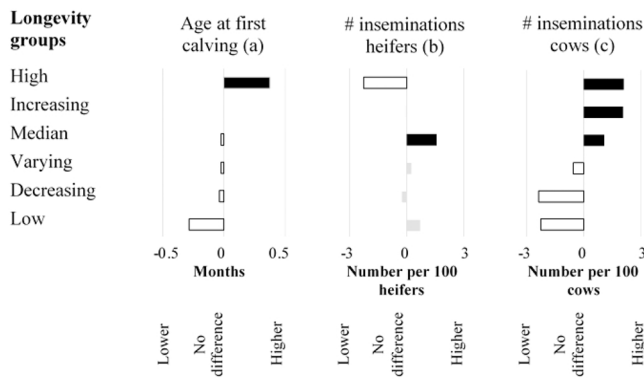 Longevity groups
Age at first calving (a)
# inseminations heifers (b)
# inseminations cows (c)
High
Increasing
Median
Varying
Decreasing
Low
-0.5 0 0.5
Months
-3 0 3
Number per 100 heifers
-3 0 3
Number per 100 cows
Lower
No difference
Higher
Lower
No difference
Higher
Lower
No difference
Higher